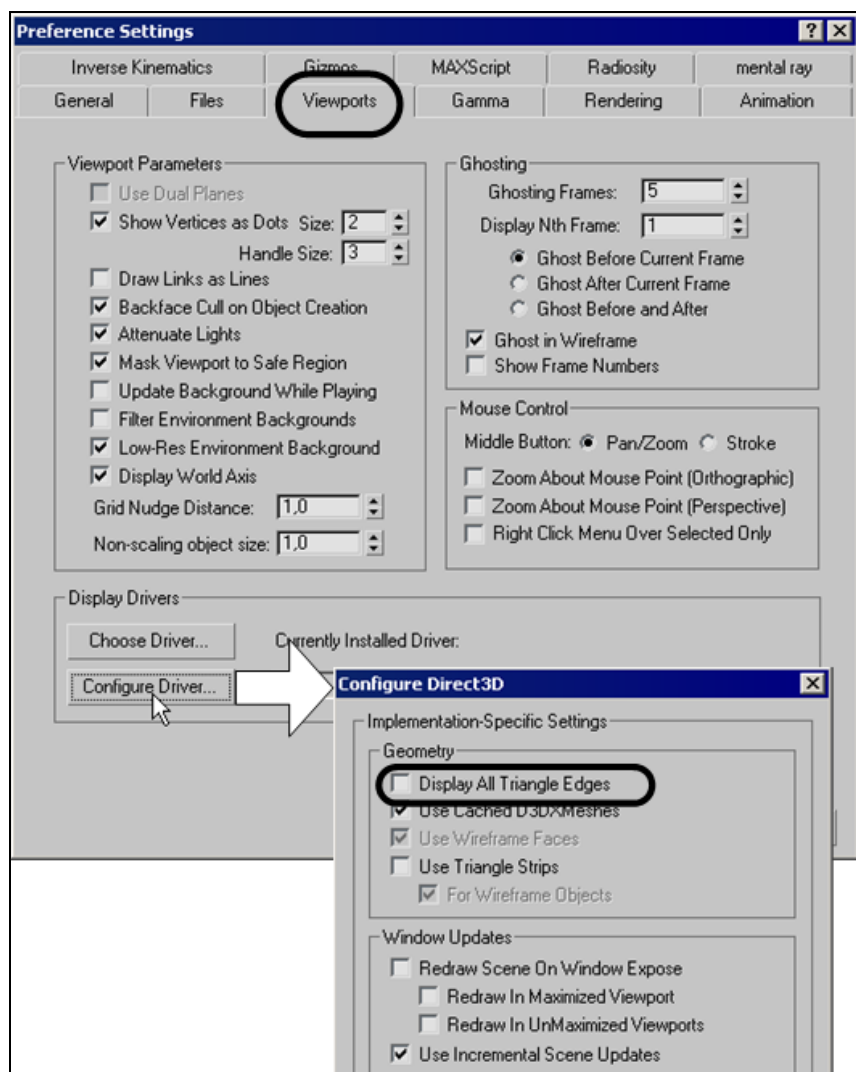 Preference Settings
Inverse Kinematics Gizmos MAXScript Radiosity mental ray
General Files Viewports Gamma Rendering Animation
Viewport Parameters
Use Dual Planes
Show Vertices as Dots Size: 2
Handle Size: 3
Draw Links as Lines
Backface Cull on Object Creation
Attenuate Lights
Mask Viewport to Safe Region
Update Background While Playing
Filter Environment Backgrounds
Low-Res Environment Background
Display World Axis
Grid Nudge Distance: 1,0
Non-scaling object size: 1,0
Ghosting
Ghosting Frames: 5
Display Nth Frame: 1
Ghost Before Current Frame
Ghost After Current Frame
Ghost Before and After
Ghost in Wireframe
Show Frame Numbers
Mouse Control
Middle Button: Pan/Zoom Stroke
Zoom About Mouse Point (Orthographic)
Zoom About Mouse Point (Perspective)
Right Click Menu Over Selected Only
Display Drivers
Choose Driver... Currently Installed Driver:
Configure Driver...
Configure Direct3D
Implementation-Specific Settings
Geometry
Display All Triangle Edges
Use Cached D3DXMeshes
Use Wireframe Faces
Use Triangle Strips
For Wireframe Objects
Window Updates
Redraw Scene On Window Expose
Redraw In Maximized Viewport
Redraw In UnMaximized Viewports
Use Incremental Scene Updates